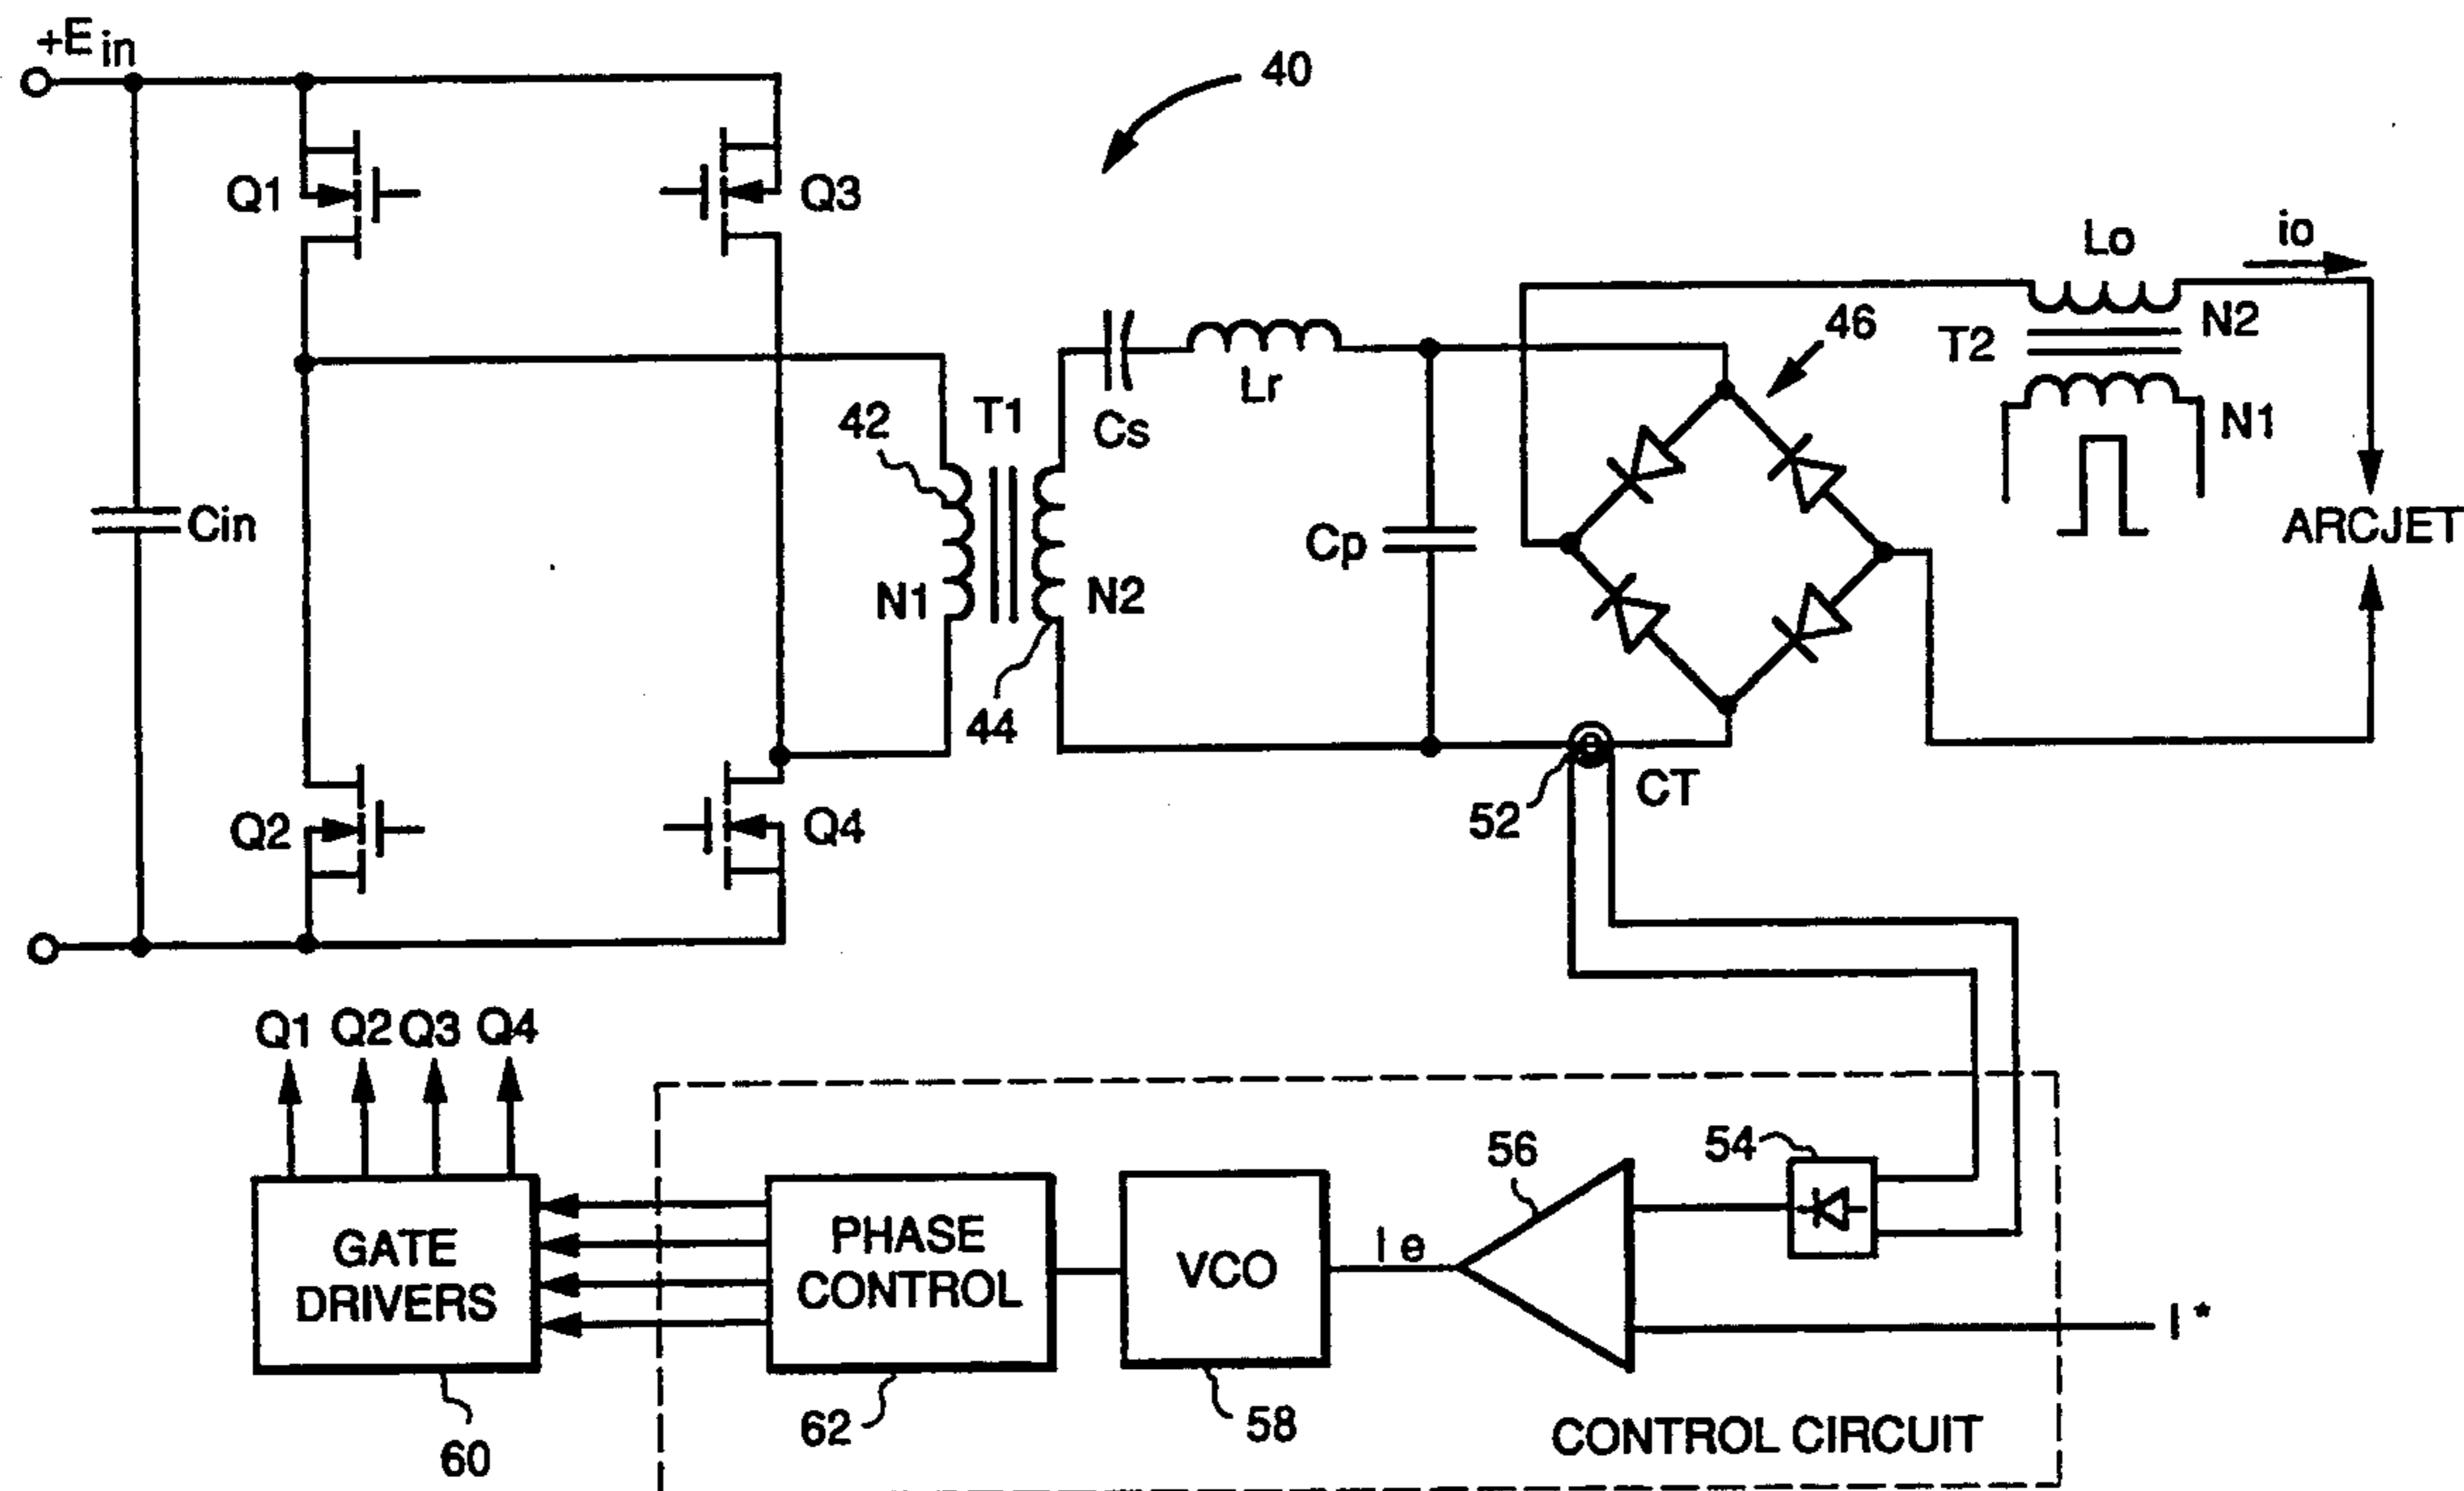 +Ein
40
Q1
Q3
Lo
io
46
T2
N2
Lr
42
T1
Cs
N1
Cin
Cp
ARCJET
N1
N2
44
52
CT
Q2
Q4
Q1 Q2 Q3 Q4
56
54
GATE DRIVERS
PHASE CONTROL
VCO
Ie
I*
60
62
58
CONTROL CIRCUIT